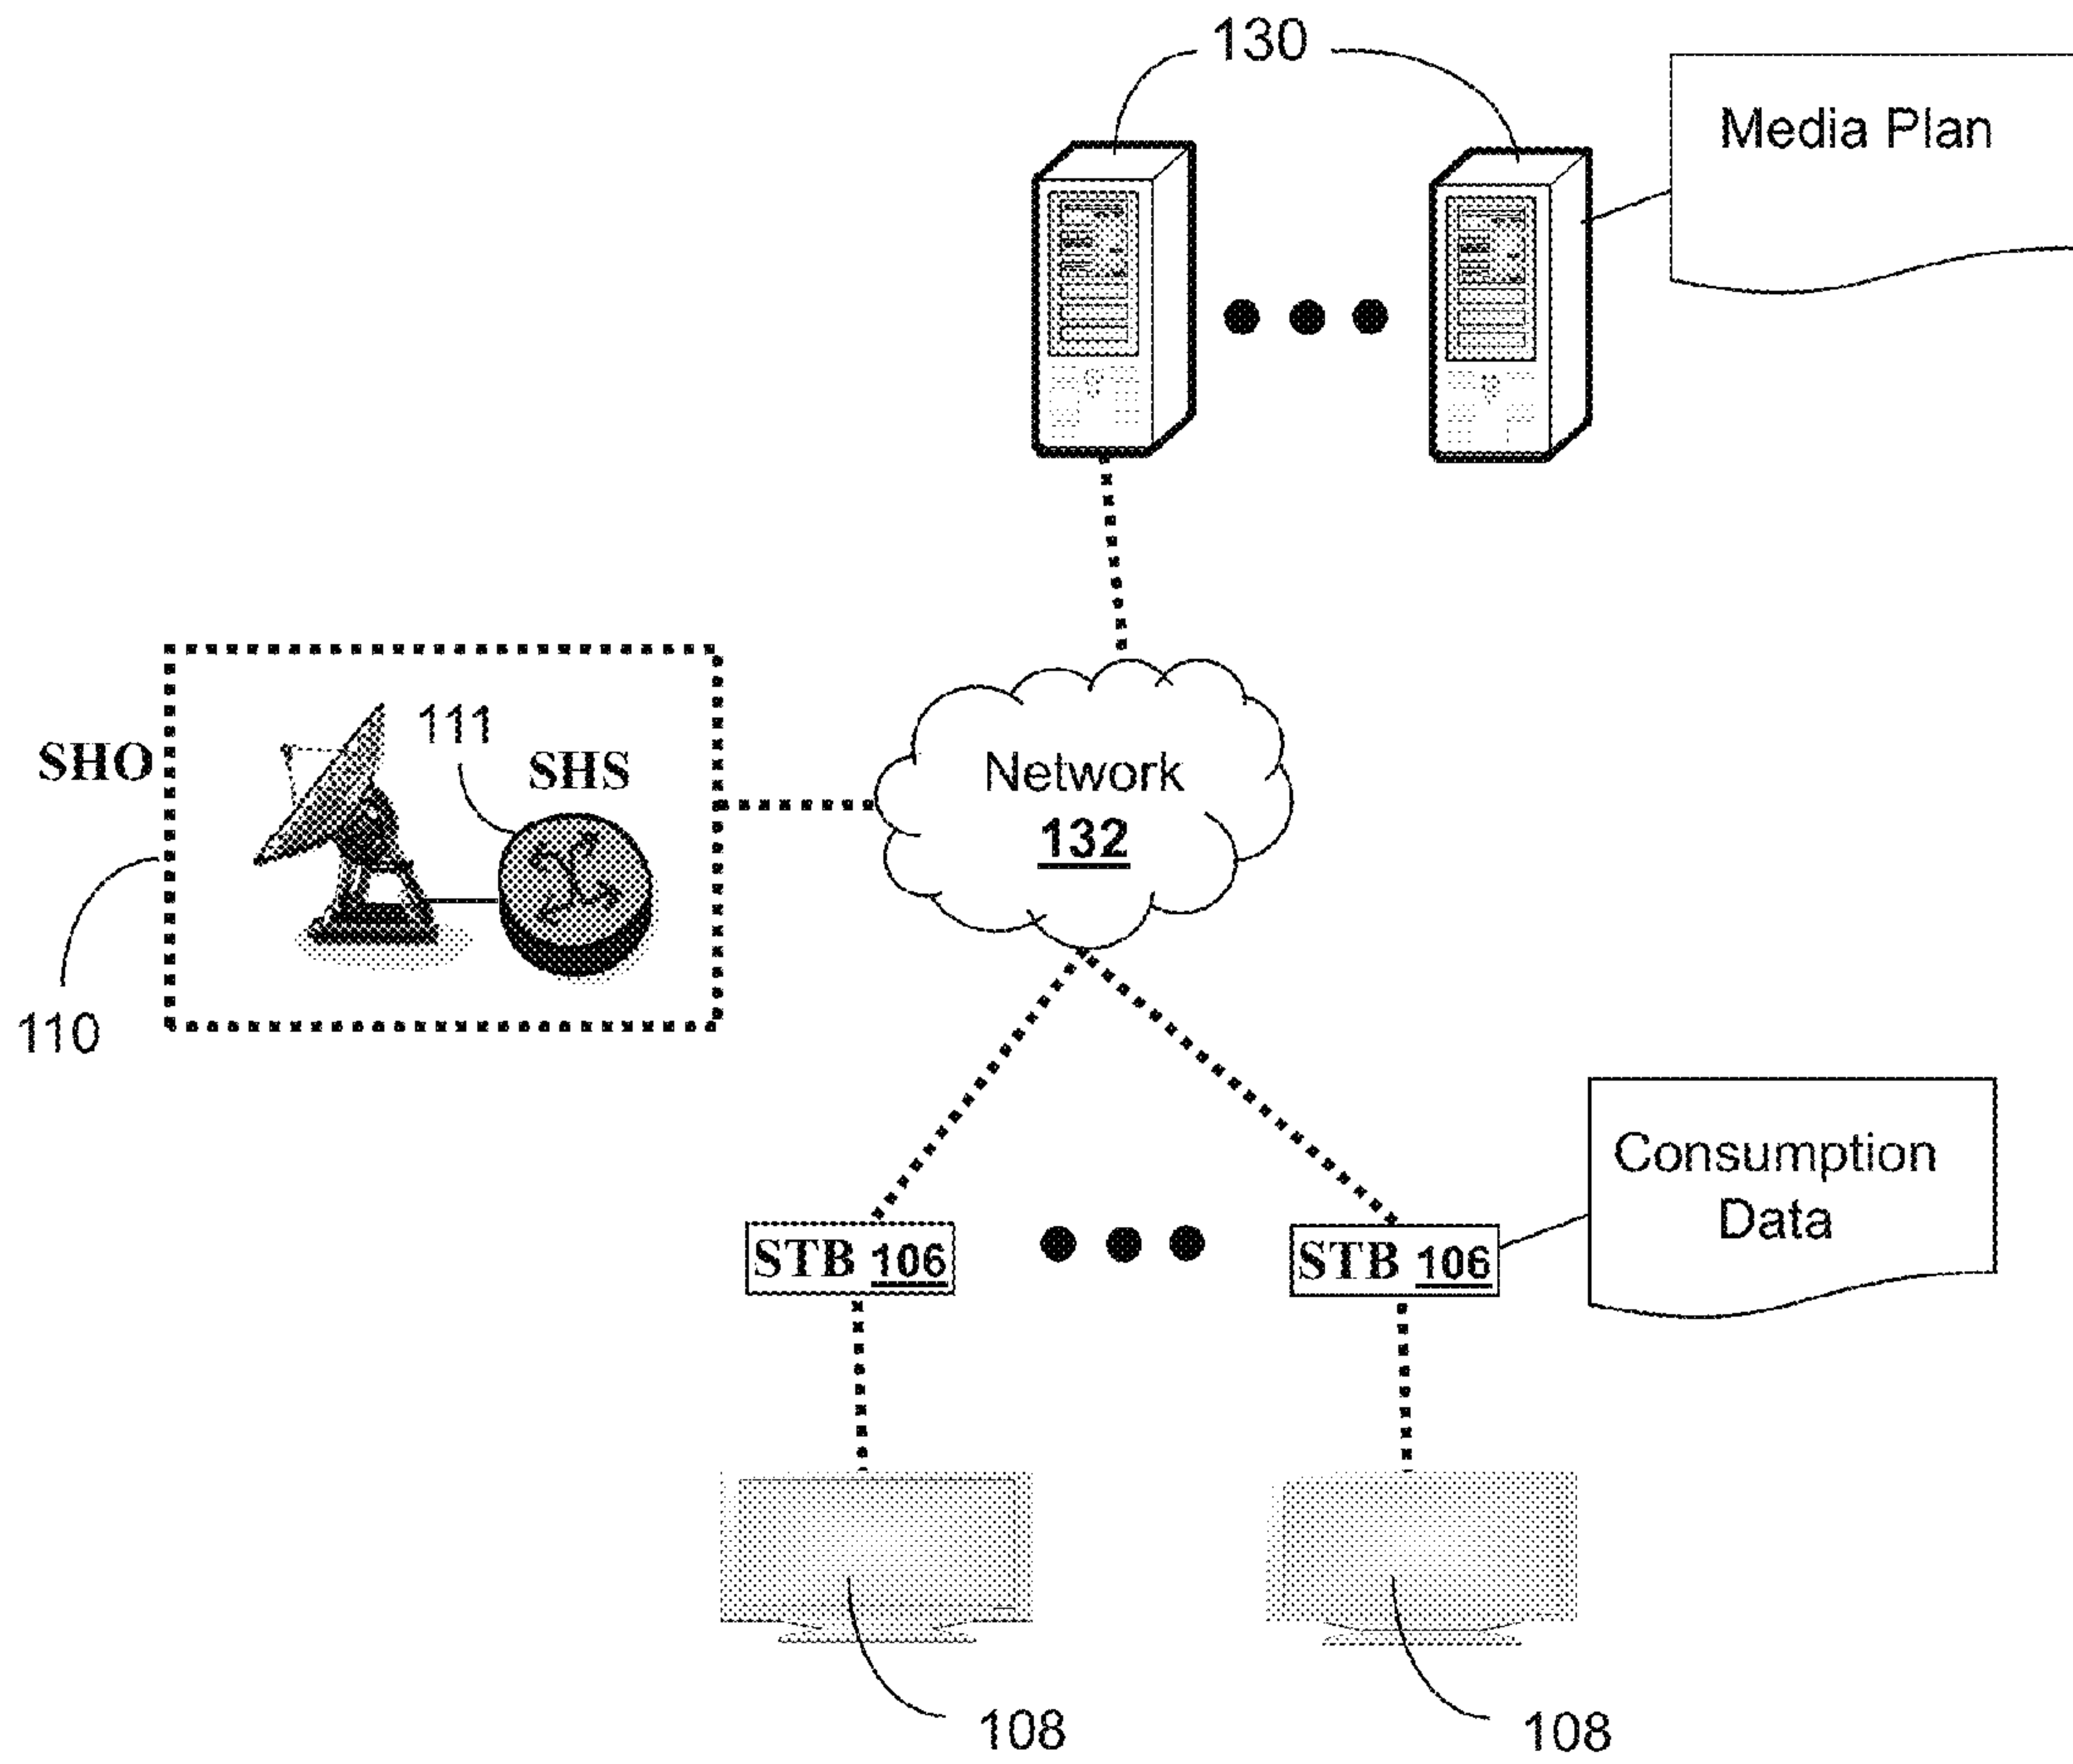 130
Media Plan
111
SHO
SHS
Network
132
110
Consumption
Data
STB 106
STB 106
108
108